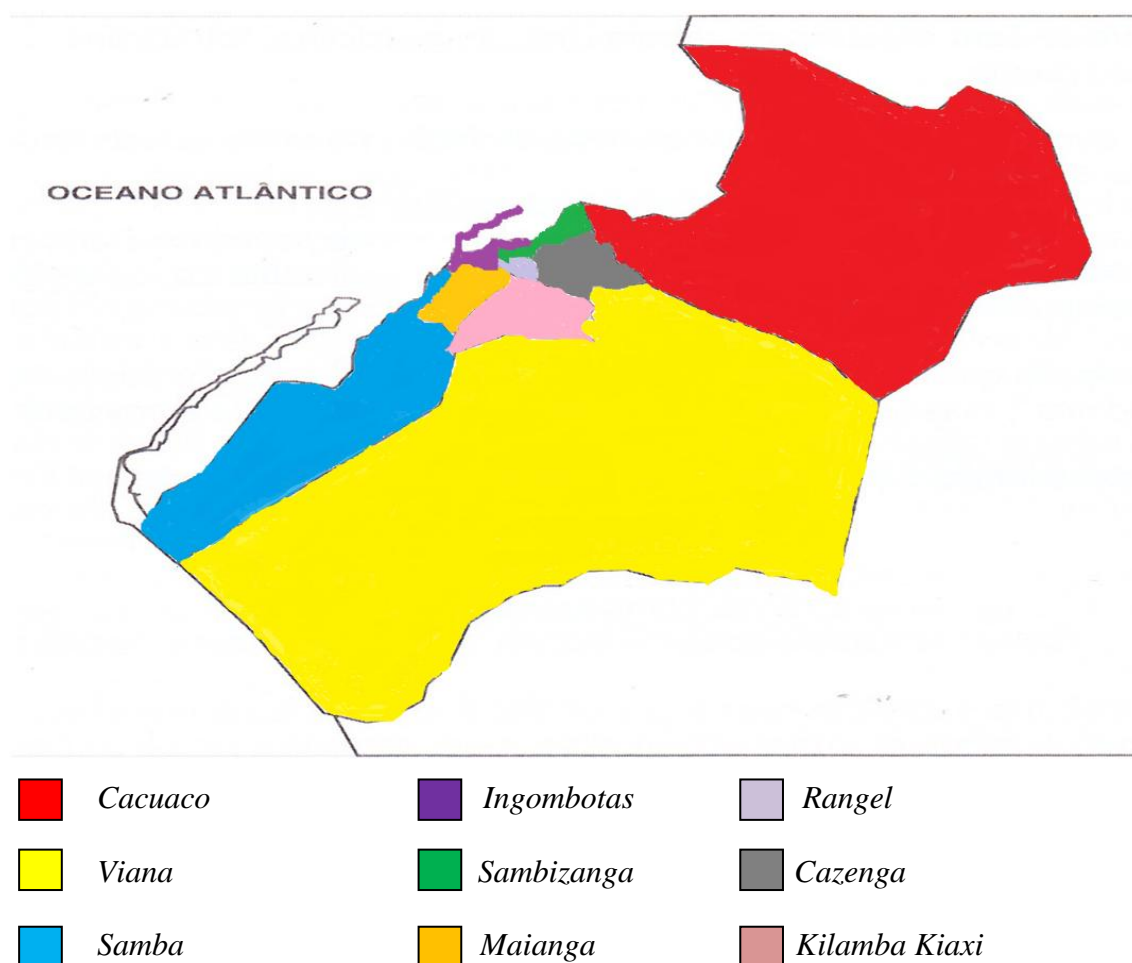 OCEANO ATLÂNTICO
Cacuaco
Ingombotas
Rangel
Viana
Sambizanga
Cazenga
Samba
Maianga
Kilamba Kiaxi